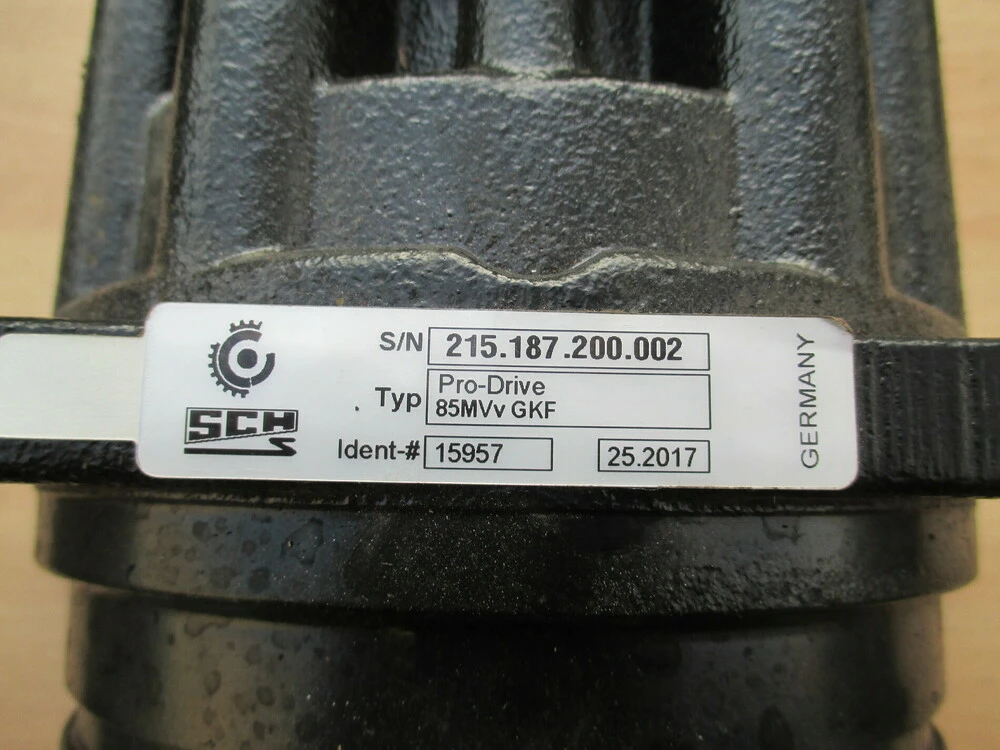 S/N 215.187.200.002
Typ Pro-Drive
85MVv GKF
Ident-# 15957 25.2017
SCH
GERMANY